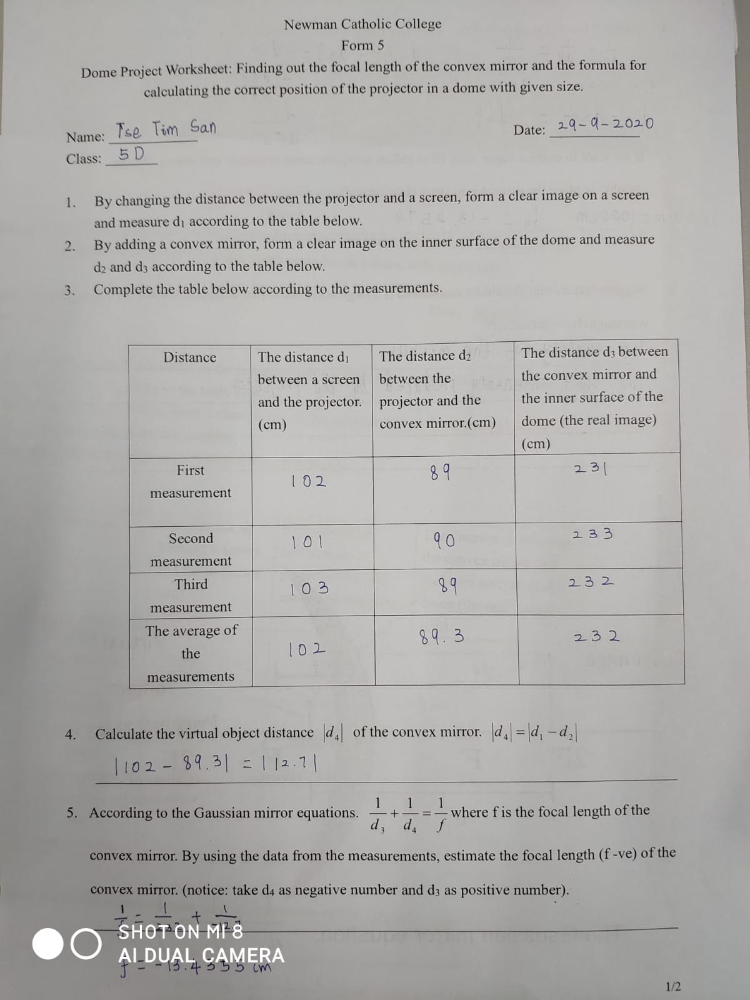 Newman Catholic College
Form 5
Dome Project Worksheet: Finding out the focal length of the convex mirror and the formula for
calculating the correct position of the projector in a dome with given size.
Name: Tse Tim San
Date: 29-9-2020
Class: 5D
1. By changing the distance between the projector and a screen, form a clear image on a screen
and measure d₁ according to the table below.
2. By adding a convex mirror, form a clear image on the inner surface of the dome and measure
d₂ and d₃ according to the table below.
3. Complete the table below according to the measurements.
Distance
The distance d₁
between a screen
and the projector.
(cm)
The distance d₂
between the
projector and the
convex mirror.(cm)
The distance d₃ between
the convex mirror and
the inner surface of the
dome (the real image)
(cm)
First
measurement
102
89
231
Second
measurement
101
90
233
Third
measurement
103
89
232
The average of
the
measurements
102
89.3
232
4. Calculate the virtual object distance |d₄| of the convex mirror. |d₄|=|d₁ − d₂|
|102 - 89.3| = |12.7|
5. According to the Gaussian mirror equations. 1/d₃ + 1/d₄ = 1/f where f is the focal length of the
convex mirror. By using the data from the measurements, estimate the focal length (f -ve) of the
convex mirror. (notice: take d₄ as negative number and d₃ as positive number).
SHOT ON MI 8
AI DUAL CAMERA
1/2